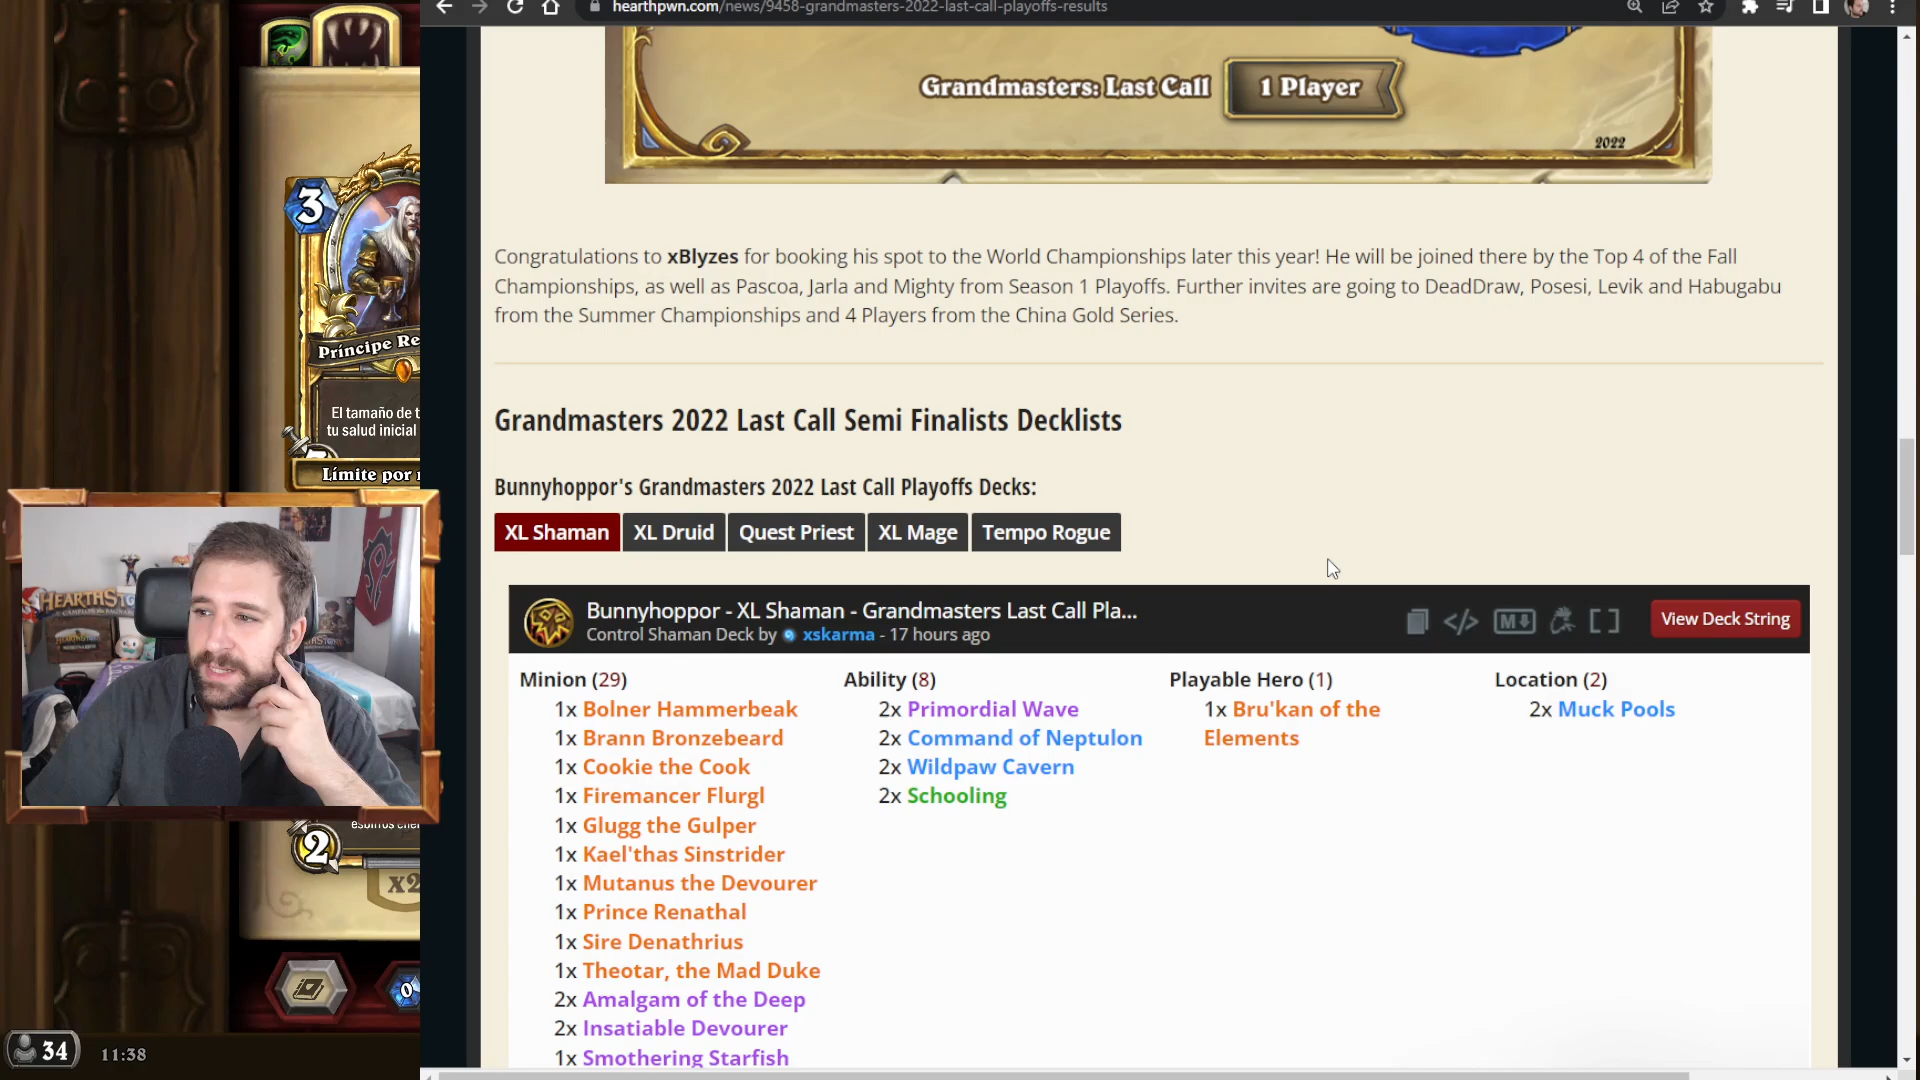 hearthpwn.com/news/9458-grandmasters-2022-last-call-playoffs-results
Grandmasters: Last Call
1 Player
2022
3
Príncipe Re
El tamaño de t
tu salud inicial
Límite por
Congratulations to xBlyzes for booking his spot to the World Championships later this year! He will be joined there by the Top 4 of the Fall
Championships, as well as Pascoa, Jarla and Mighty from Season 1 Playoffs. Further invites are going to DeadDraw, Posesi, Levik and Habugabu
from the Summer Championships and 4 Players from the China Gold Series.
Grandmasters 2022 Last Call Semi Finalists Decklists
Bunnyhoppor's Grandmasters 2022 Last Call Playoffs Decks:
XL Shaman
XL Druid
Quest Priest
XL Mage
Tempo Rogue
Bunnyhoppor - XL Shaman - Grandmasters Last Call Pla...
Control Shaman Deck by xskarma - 17 hours ago
M
View Deck String
Minion (29)
1x Bolner Hammerbeak
1x Brann Bronzebeard
1x Cookie the Cook
1x Firemancer Flurgl
1x Glugg the Gulper
1x Kael'thas Sinstrider
1x Mutanus the Devourer
1x Prince Renathal
1x Sire Denathrius
1x Theotar, the Mad Duke
2x Amalgam of the Deep
2x Insatiable Devourer
1x Smothering Starfish
Ability (8)
2x Primordial Wave
2x Command of Neptulon
2x Wildpaw Cavern
2x Schooling
Playable Hero (1)
1x Bru'kan of the
Elements
Location (2)
2x Muck Pools
HEARTHSTO
2
x2
0
34
11:38